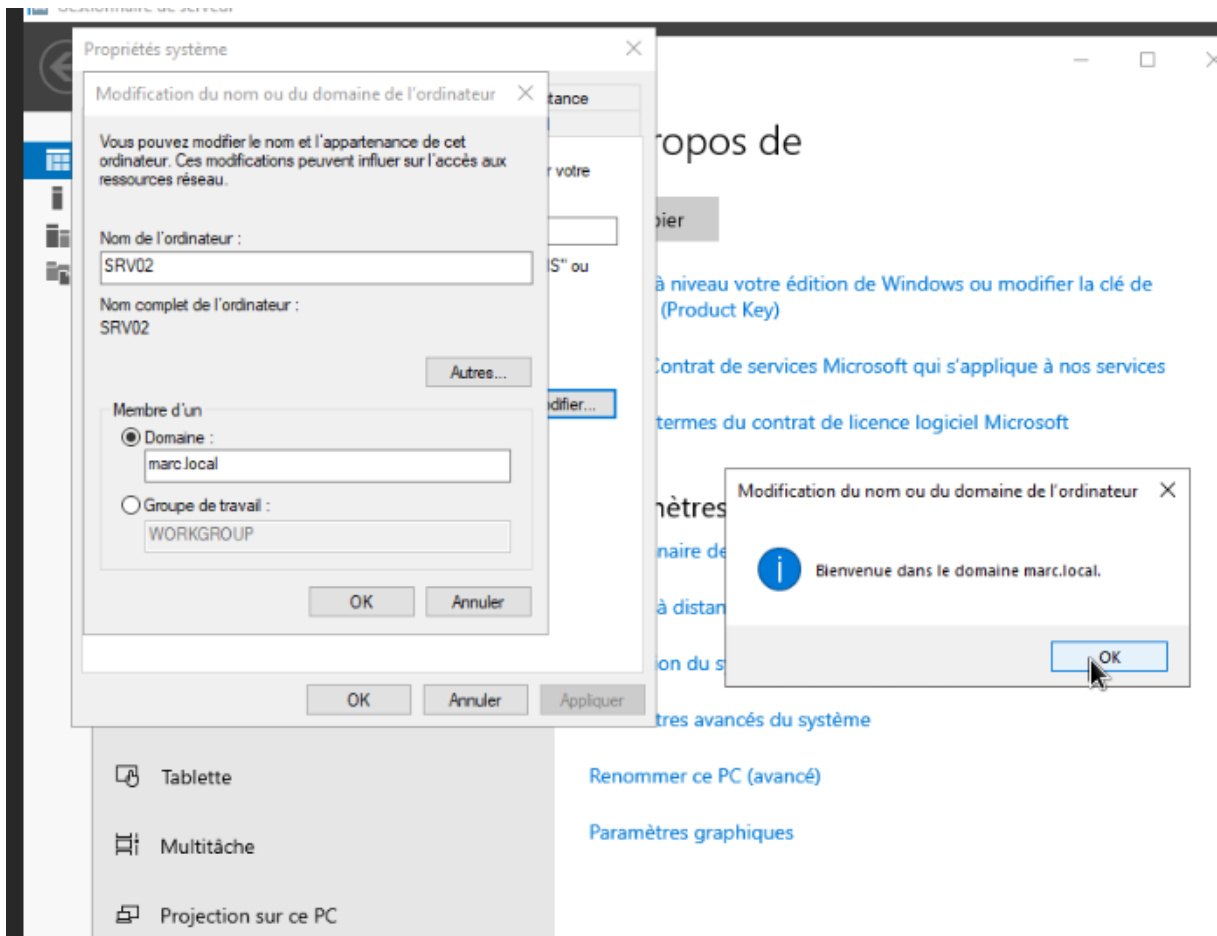 Gestionnaire de serveur
Propriétés système
Modification du nom ou du domaine de l'ordinateur
tance
Vous pouvez modifier le nom et l'appartenance de cet
ordinateur. Ces modifications peuvent influer sur l'accès aux
ressources réseau.
r votre
Nom de l'ordinateur :
SRV02
IS" ou
Nom complet de l'ordinateur :
SRV02
Autres...
difier...
Membre d'un
Domaine :
marc.local
Groupe de travail :
WORKGROUP
OK
Annuler
OK
Annuler
Appliquer
ropos de
pier
à niveau votre édition de Windows ou modifier la clé de
(Product Key)
Contrat de services Microsoft qui s'applique à nos services
termes du contrat de licence logiciel Microsoft
nètres
naire de
à distan
ion du s
tres avancés du système
Renommer ce PC (avancé)
Paramètres graphiques
Modification du nom ou du domaine de l'ordinateur
Bienvenue dans le domaine marc.local.
OK
Tablette
Multitâche
Projection sur ce PC